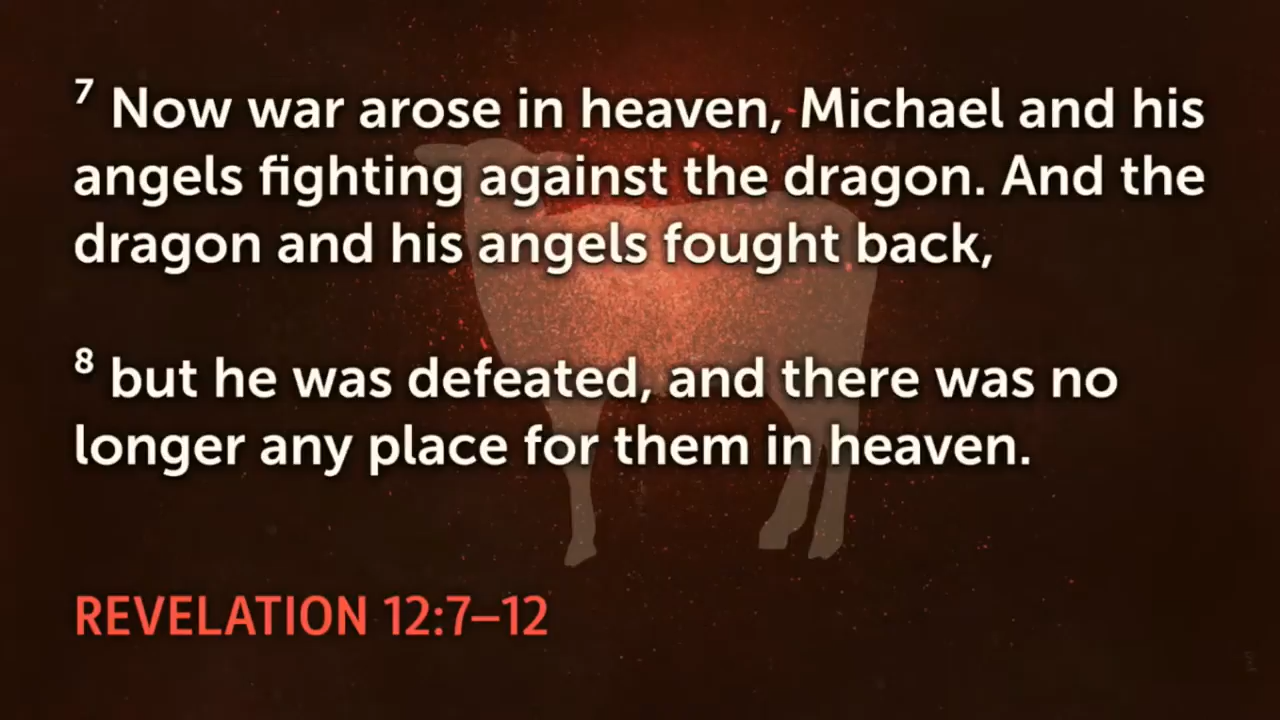 7 Now war arose in heaven, Michael and his
angels fighting against the dragon. And the
dragon and his angels fought back,
8 but he was defeated, and there was no
longer any place for them in heaven.
REVELATION 12:7–12